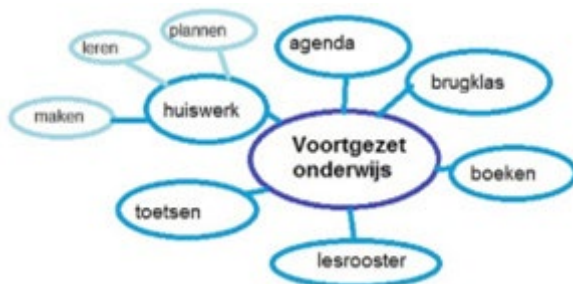 plannen
leren
agenda
brugklas
maken
huiswerk
Voortgezet
onderwijs
boeken
toetsen
lesrooster